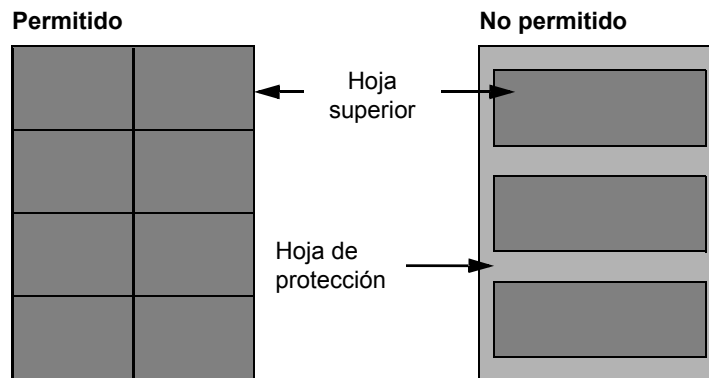 Permitido
No permitido
Hoja
superior
Hoja de
protección